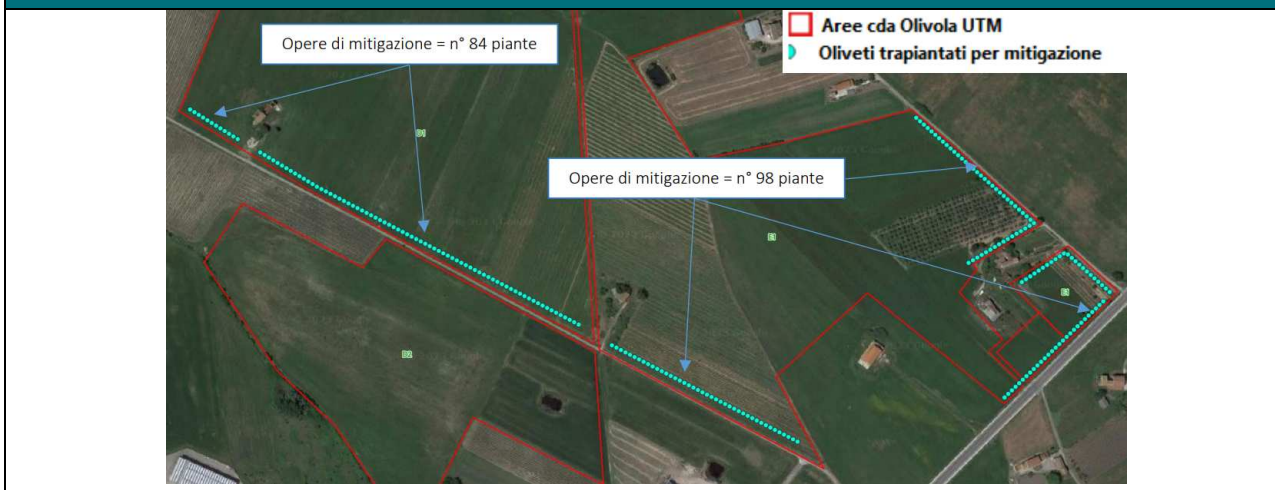 Opere di mitigazione = n° 84 piante
Aree cda Olivola UTM
Oliveti trapiantati per mitigazione
Opere di mitigazione = n° 98 piante